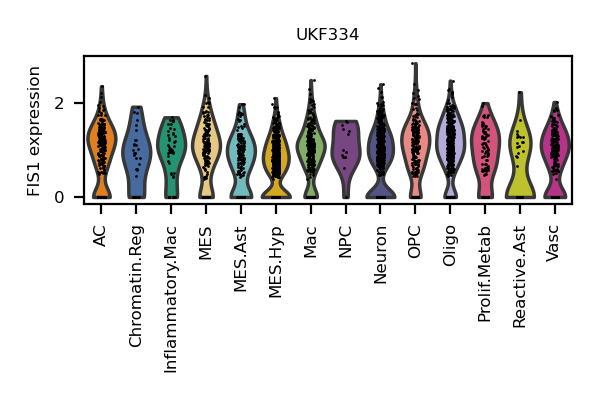 UKF334
FIS1 expression
2
0
AC
Chromatin.Reg
Inflammatory.Mac
MES
MES.Ast
MES.Hyp
Mac
NPC
Neuron
OPC
Oligo
Prolif.Metab
Reactive.Ast
Vasc